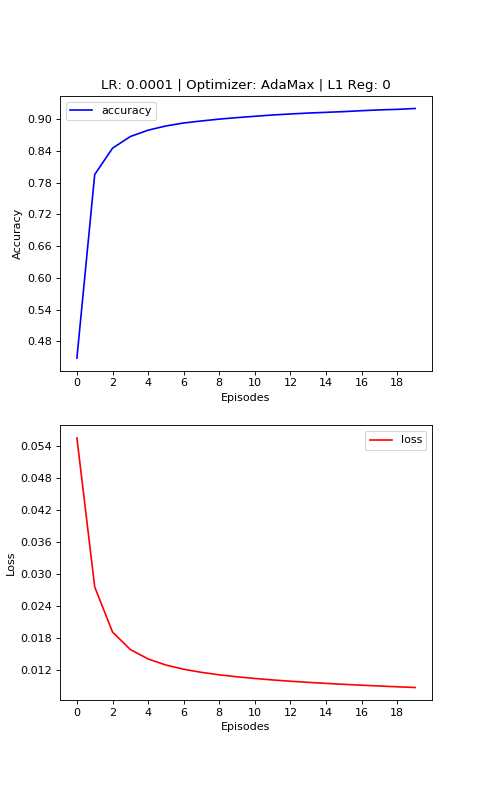 LR: 0.0001 | Optimizer: AdaMax | L1 Reg: 0
accuracy
0.90
0.84
0.78
0.72
0.66
0.60
0.54
0.48
Accuracy
0 2 4 6 8 10 12 14 16 18
Episodes
loss
0.054
0.048
0.042
0.036
0.030
0.024
0.018
0.012
Loss
0 2 4 6 8 10 12 14 16 18
Episodes